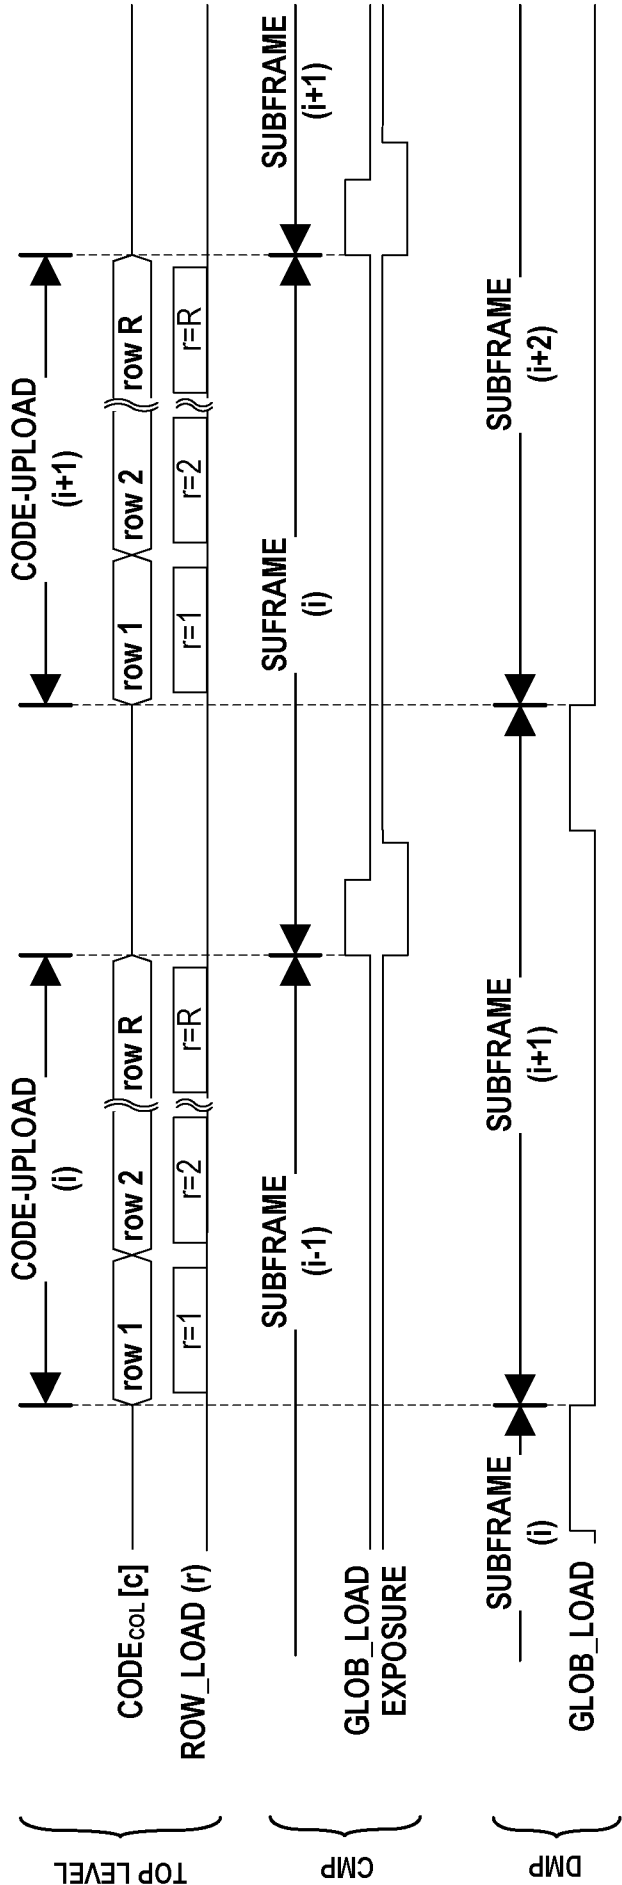 CODE-UPLOAD
(i)
CODE-UPLOAD
(i+1)
TOP LEVEL
CODECOL [c]
row 1
row 2
row R
row 1
row 2
row R
ROW_LOAD (r)
r=1
r=2
r=R
r=1
r=2
r=R
CMP
SUBFRAME
(i-1)
SUFRAME
(i)
SUBFRAME
(i+1)
GLOB_LOAD
EXPOSURE
DMP
SUBFRAME
(i)
SUBFRAME
(i+1)
SUBFRAME
(i+2)
GLOB_LOAD